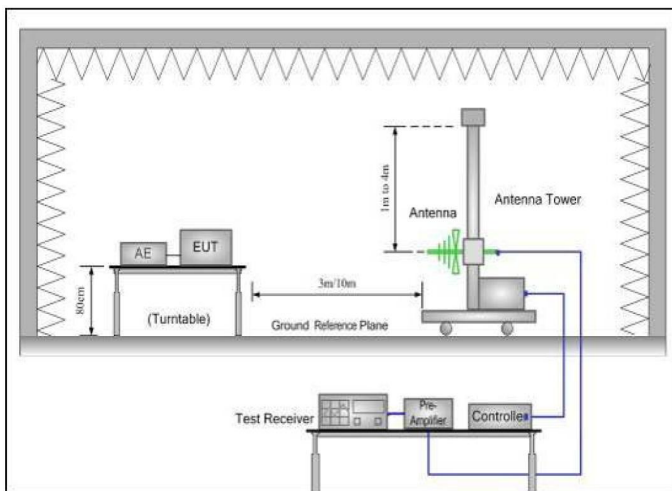 1m to 4m
Antenna
Antenna Tower
AE
EUT
80cm
3m/10m
(Turntable)
Ground Reference Plane
Test Receiver
Pre-
Amplifier
Controlle